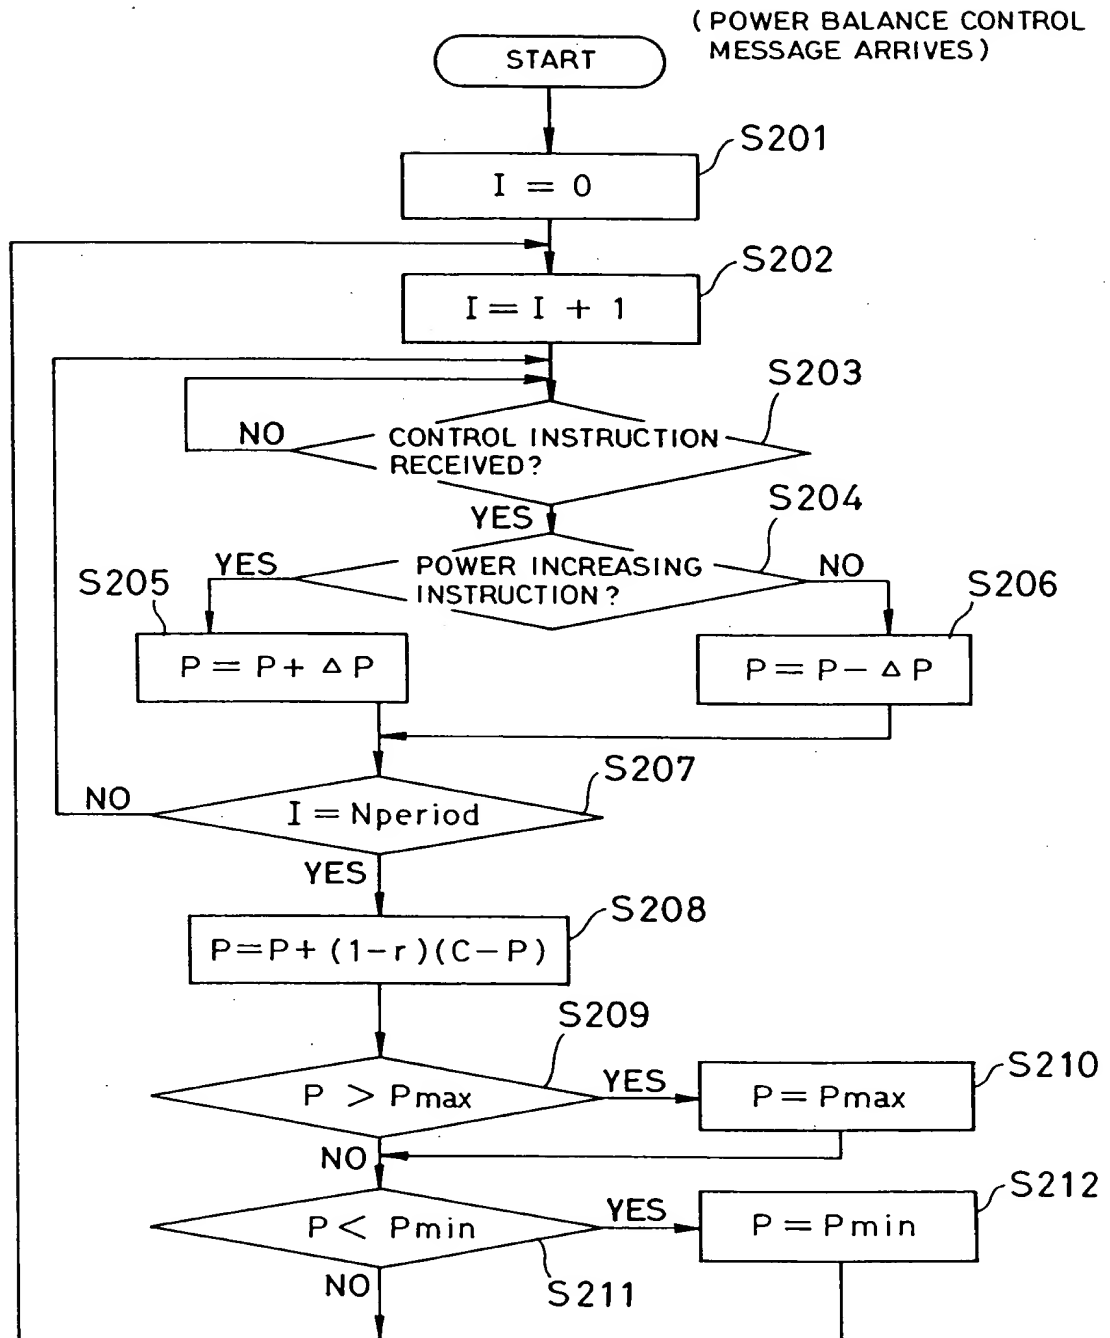 (POWER BALANCE CONTROL
MESSAGE ARRIVES)
START
S201
I = 0
S202
I = I + 1
S203
NO
CONTROL INSTRUCTION
RECEIVED?
YES
S204
YES
POWER INCREASING
INSTRUCTION?
NO
S205
S206
P = P + ΔP
P = P − ΔP
S207
NO
I = Nperiod
YES
S208
P=P+(1−r)(C−P)
S209
P > Pmax
YES
S210
P = Pmax
NO
S212
P < Pmin
YES
P = Pmin
NO
S211